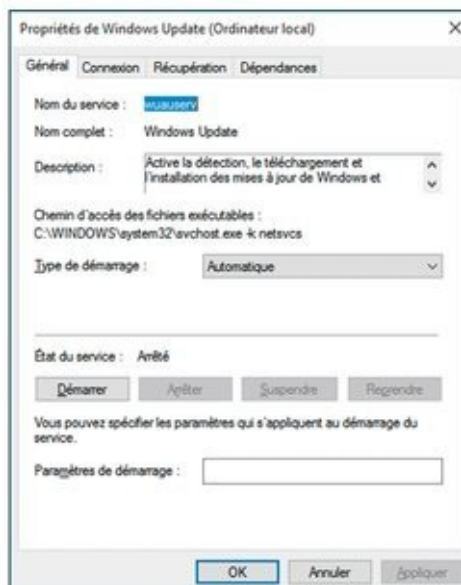 Propriétés de Windows Update (Ordinateur local)
Général Connexion Récupération Dépendances
Nom du service : wuauserv
Nom complet : Windows Update
Description : Active la détection, le téléchargement et
l'installation des mises à jour de Windows et
Chemin d'accès des fichiers exécutables :
C:\WINDOWS\system32\svchost.exe -k netsvcs
Type de démarrage : Automatique
État du service : Arrêté
Démarrer Arrêter Suspendre Reprendre
Vous pouvez spécifier les paramètres qui s'appliquent au démarrage du
service.
Paramètres de démarrage :
OK Annuler Appliquer